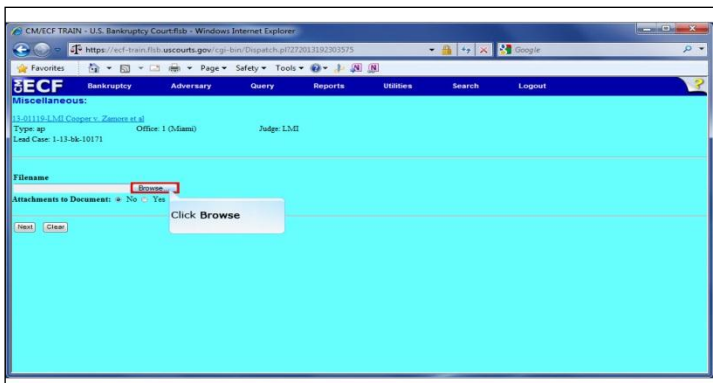 CM/ECF TRAIN - U.S. Bankruptcy Court:flsb - Windows Internet Explorer
https://ecf-train.flsb.uscourts.gov/cgi-bin/Dispatch.pl?272013192303575
Google
Favorites Page Safety Tools
ECF Bankruptcy Adversary Query Reports Utilities Search Logout ?
Miscellaneous:
13-01119-LMI Cooper v. Zamora et al
Type: ap Office: 1 (Miami) Judge: LMI
Lead Case: 1-13-bk-10171
Filename
Browse...
Attachments to Document: No Yes
Click Browse
Next Clear